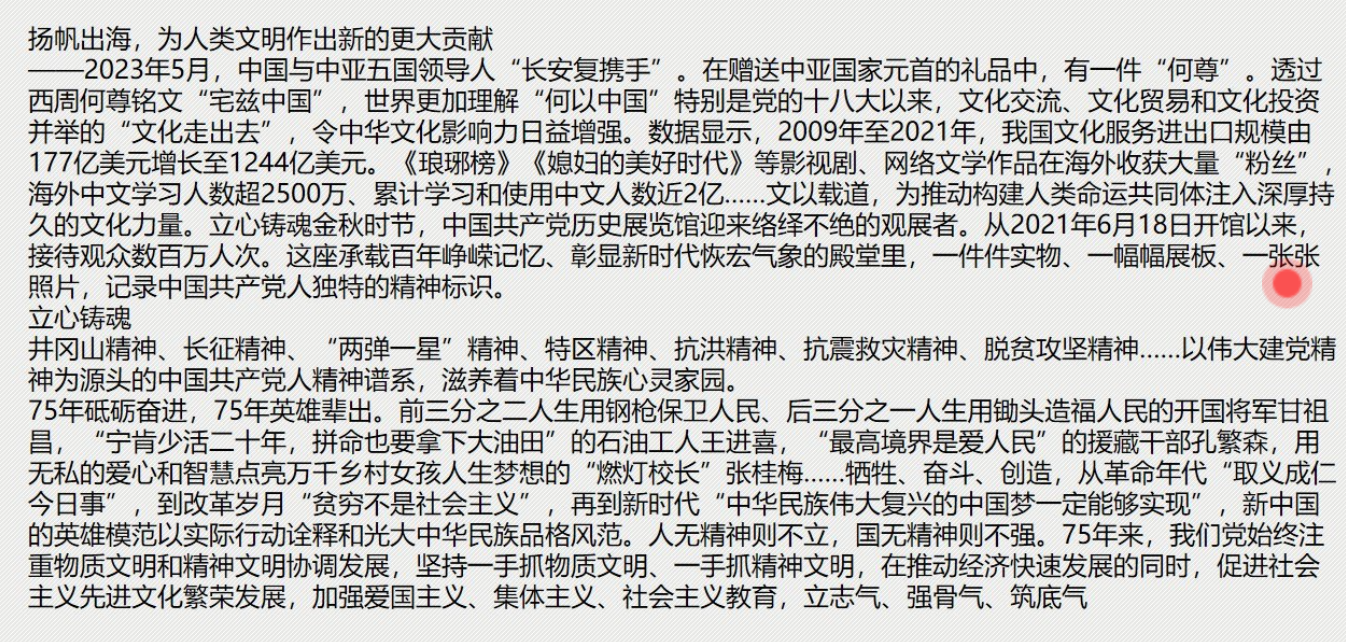 扬帆出海，为人类文明作出新的更大贡献
——2023年5月，中国与中亚五国领导人“长安复携手”。在赠送中亚国家元首的礼品中，有一件“何尊”。透过
西周何尊铭文“宅兹中国”，世界更加理解“何以中国”特别是党的十八大以来，文化交流、文化贸易和文化投资
并举的“文化走出去”，令中华文化影响力日益增强。数据显示，2009年至2021年，我国文化服务进出口规模由
177亿美元增长至1244亿美元。《琅琊榜》《媳妇的美好时代》等影视剧、网络文学作品在海外收获大量“粉丝”，
海外中文学习人数超2500万、累计学习和使用中文人数近2亿......文以载道，为推动构建人类命运共同体注入深厚持
久的文化力量。立心铸魂金秋时节，中国共产党历史展览馆迎来络绎不绝的观展者。从2021年6月18日开馆以来，
接待观众数百万人次。这座承载百年峥嵘记忆、彰显新时代恢宏气象的殿堂里，一件件实物、一幅幅展板、一张张
照片，记录中国共产党人独特的精神标识。
立心铸魂
井冈山精神、长征精神、“两弹一星”精神、特区精神、抗洪精神、抗震救灾精神、脱贫攻坚精神......以伟大建党精
神为源头的中国共产党人精神谱系，滋养着中华民族心灵家园。
75年砥砺奋进，75年英雄辈出。前三分之二人生用钢枪保卫人民、后三分之一人生用锄头造福人民的开国将军甘祖
昌，“宁肯少活二十年，拼命也要拿下大油田”的石油工人王进喜，“最高境界是爱人民”的援藏干部孔繁森，用
无私的爱心和智慧点亮万千乡村女孩人生梦想的“燃灯校长”张桂梅......牺牲、奋斗、创造，从革命年代“取义成仁
今日事”，到改革岁月“贫穷不是社会主义”，再到新时代“中华民族伟大复兴的中国梦一定能够实现”，新中国
的英雄模范以实际行动诠释和光大中华民族品格风范。人无精神则不立，国无精神则不强。75年来，我们党始终注
重物质文明和精神文明协调发展，坚持一手抓物质文明、一手抓精神文明，在推动经济快速发展的同时，促进社会
主义先进文化繁荣发展，加强爱国主义、集体主义、社会主义教育，立志气、强骨气、筑底气